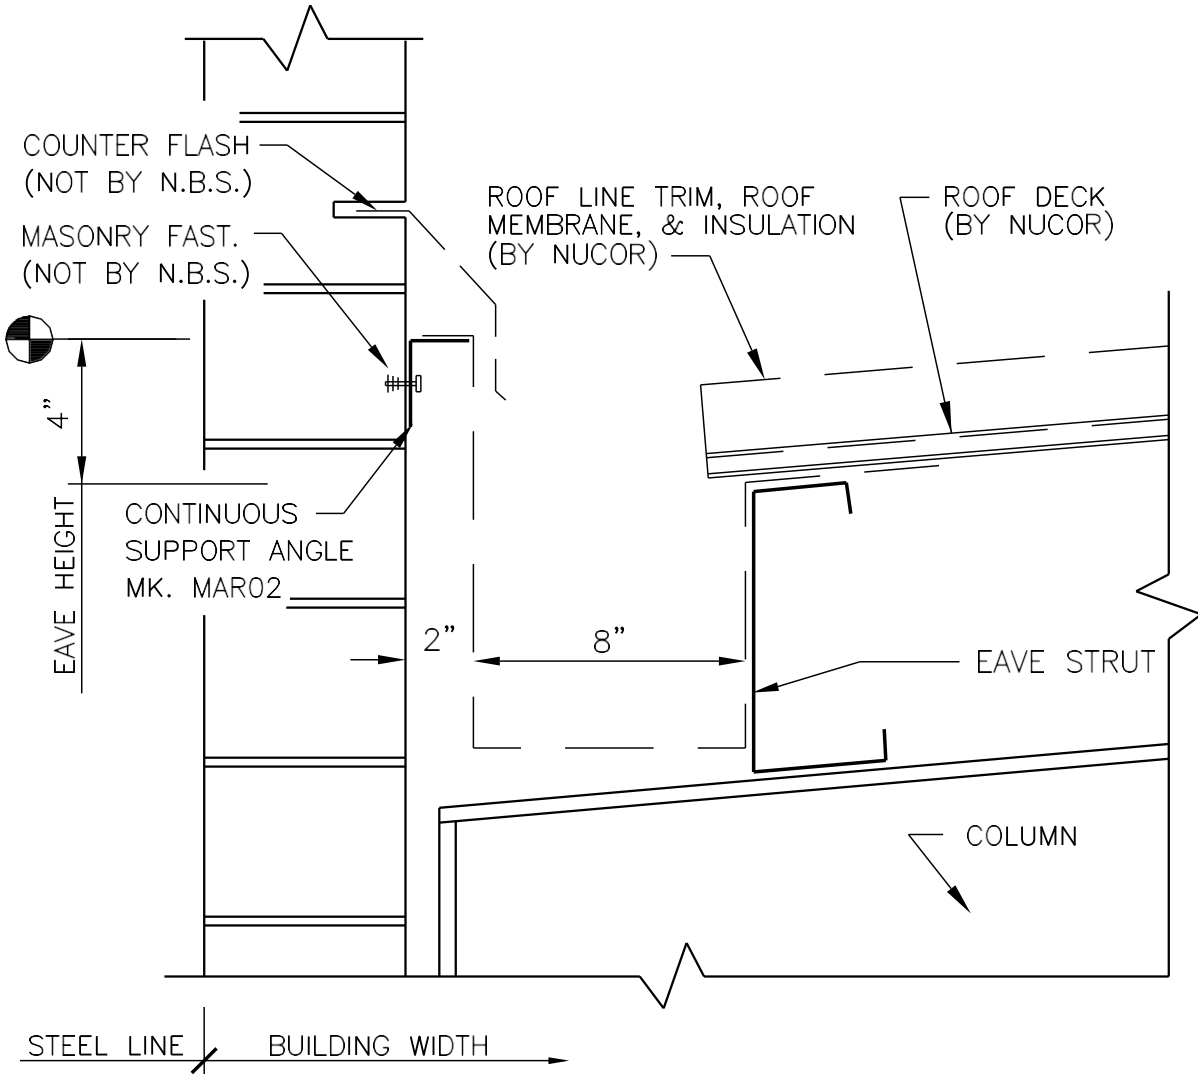 COUNTER FLASH
(NOT BY N.B.S.)
MASONRY FAST.
(NOT BY N.B.S.)
ROOF LINE TRIM, ROOF
MEMBRANE, & INSULATION
(BY NUCOR)
ROOF DECK
(BY NUCOR)
4”
EAVE HEIGHT
CONTINUOUS
SUPPORT ANGLE
MK. MAR02
2”
8”
EAVE STRUT
COLUMN
STEEL LINE
BUILDING WIDTH